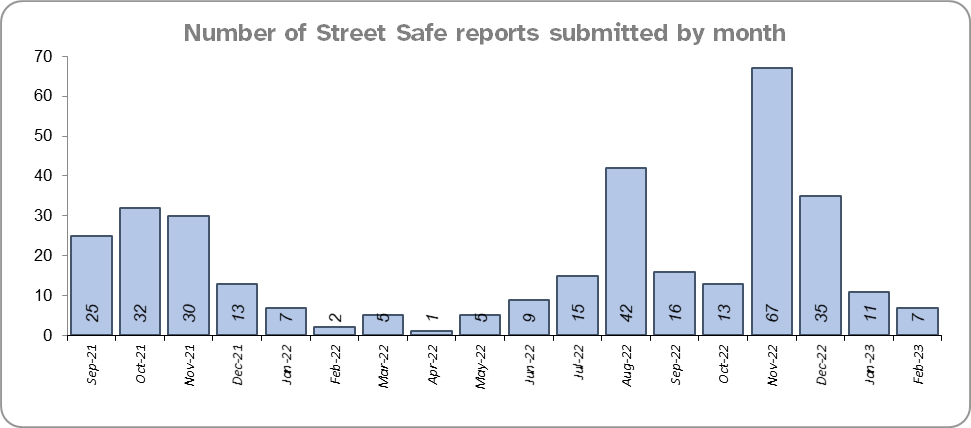 Number of Street Safe reports submitted by month
70
60
50
40
30
20
10
0
25 32 30 13 7 2 5 1 5 9 15 42 16 13 67 35 11 7
Sep-21 Oct-21 Nov-21 Dec-21 Jan-22 Feb-22 Mar-22 Apr-22 May-22 Jun-22 Jul-22 Aug-22 Sep-22 Oct-22 Nov-22 Dec-22 Jan-23 Feb-23